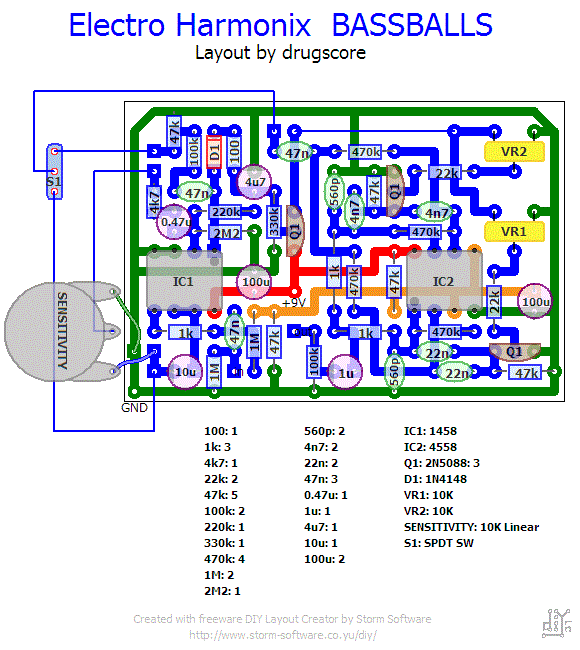 Electro Harmonix BASSBALLS
Layout by drugscore
47k
100k
D1
100
47n
470k
VR2
S1
4k7
47n
4u7
560p
47k
Q1
22k
0.47u
220k
330k
Q1
4n7
4n7
2M2
470k
VR1
IC1
100u
1k
470k
47k
IC2
22k
100u
+9V
SENSITIVITY
1k
47n
1M
47k
1k
470k
100k
22n
Q1
10u
1M
1u
560p
22n
47k
GND
100: 1
1k: 3
4k7: 1
22k: 2
47k: 5
100k: 2
220k: 1
330k: 1
470k: 4
1M: 2
2M2: 1
560p: 2
4n7: 2
22n: 2
47n: 3
0.47u: 1
1u: 1
4u7: 1
10u: 1
100u: 2
IC1: 1458
IC2: 4558
Q1: 2N5088: 3
D1: 1N4148
VR1: 10K
VR2: 10K
SENSITIVITY: 10K Linear
S1: SPDT SW
Created with freeware DIY Layout Creator by Storm Software
http://www.storm-software.co.yu/diy/